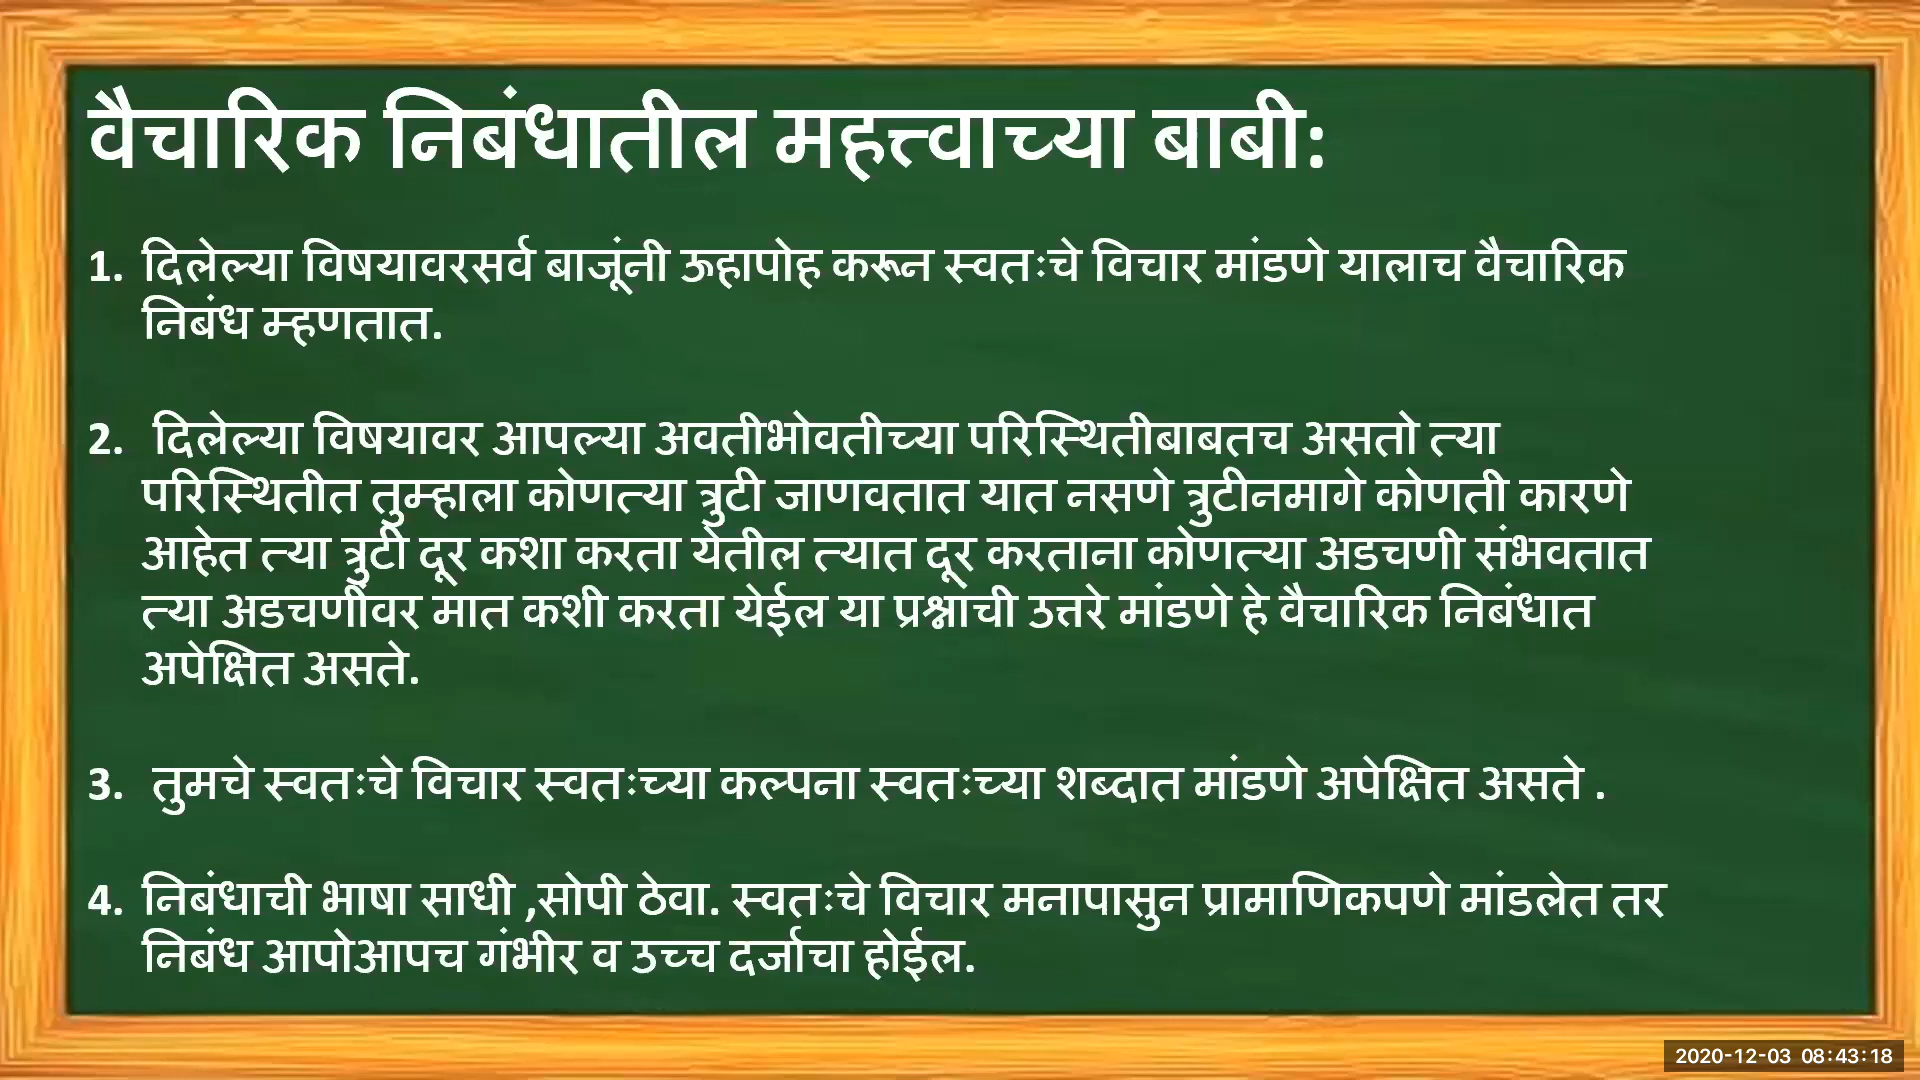 वैचारिक निबंधातील महत्त्वाच्या बाबी:
1. दिलेल्या विषयावरसर्व बाजूंनी ऊहापोह करून स्वतःचे विचार मांडणे यालाच वैचारिक
निबंध म्हणतात.
2. दिलेल्या विषयावर आपल्या अवतीभोवतीच्या परिस्थितीबाबतच असतो त्या
परिस्थितीत तुम्हाला कोणत्या त्रुटी जाणवतात यात नसणे त्रुटीनमागे कोणती कारणे
आहेत त्या त्रुटी दूर कशा करता येतील त्यात दूर करताना कोणत्या अडचणी संभवतात
त्या अडचणींवर मात कशी करता येईल या प्रश्नांची उत्तरे मांडणे हे वैचारिक निबंधात
अपेक्षित असते.
3. तुमचे स्वतःचे विचार स्वतःच्या कल्पना स्वतःच्या शब्दात मांडणे अपेक्षित असते .
4. निबंधाची भाषा साधी ,सोपी ठेवा. स्वतःचे विचार मनापासुन प्रामाणिकपणे मांडलेत तर
निबंध आपोआपच गंभीर व उच्च दर्जाचा होईल.
2020-12-03 08:43:18